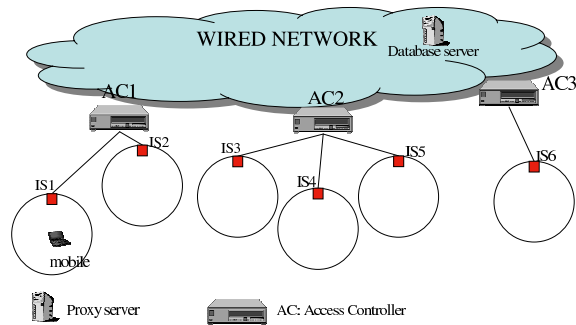 WIRED NETWORK
Database server
AC1
AC2
AC3
IS1
IS2
IS3
IS4
IS5
IS6
mobile
Proxy server
AC: Access Controller